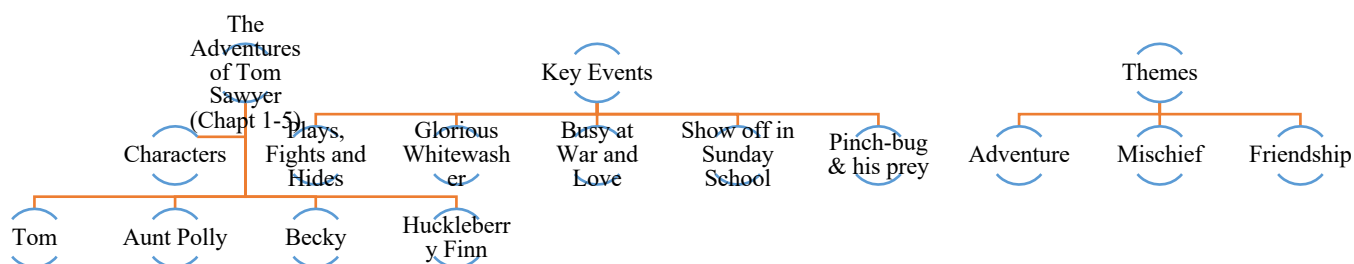 The
Adventures
of Tom
Sawyer
(Chapt 1-5)
Key Events
Themes
Characters
Plays,
Fights and
Hides
Glorious
Whitewash
er
Busy at
War and
Love
Show off in
Sunday
School
Pinch-bug
& his prey
Adventure
Mischief
Friendship
Tom
Aunt Polly
Becky
Huckleberr
y Finn